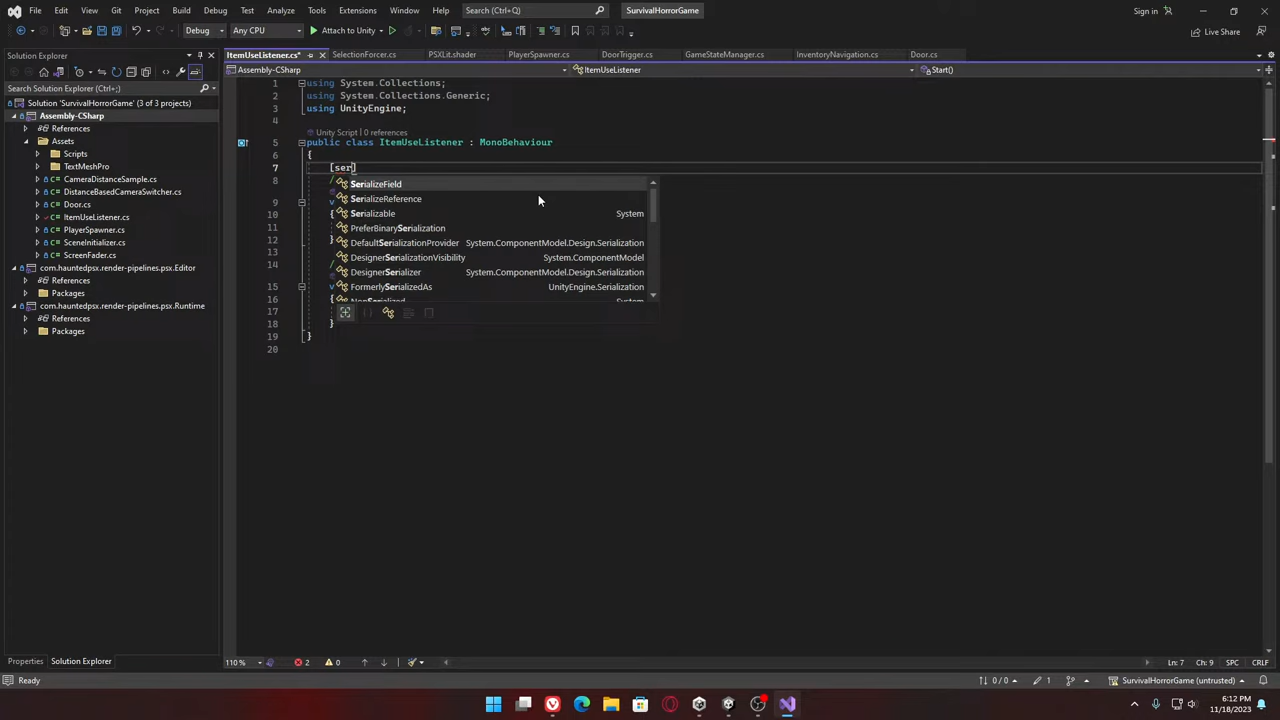 File Edit View Git Project Build Debug Test Analyze Tools Extensions Window Help Search (Ctrl+Q) SurvivalHorrorGame Sign in
Debug Any CPU Attach to Unity Live Share
Solution Explorer
Search Solution Explorer (Ctrl+;)
Solution 'SurvivalHorrorGame' (3 of 3 projects)
Assembly-CSharp
References
Assets
Scripts
TextMeshPro
CameraDistanceSample.cs
DistanceBasedCameraSwitcher.cs
Door.cs
ItemUseListener.cs
PlayerSpawner.cs
SceneInitializer.cs
ScreenFader.cs
com.hauntedpsx.render-pipelines.psx.Editor
References
Packages
com.hauntedpsx.render-pipelines.psx.Runtime
References
Packages
Properties Solution Explorer
ItemUseListener.cs* SelectionForcer.cs PSXLit.shader PlayerSpawner.cs DoorTrigger.cs GameStateManager.cs InventoryNavigation.cs Door.cs
Assembly-CSharp ItemUseListener Start()
1 using System.Collections;
2 using System.Collections.Generic;
3 using UnityEngine;
4
Unity Script | 0 references
5 public class ItemUseListener : MonoBehaviour
6 {
7 [ser]
8 /
9 v
10 {
11
12 }
13
14 /
15 v
16 {
17
18 }
19 }
20
SerializeField
SerializeReference
Serializable System
PreferBinarySerialization
DefaultSerializationProvider System.ComponentModel.Design.Serialization
DesignerSerializationVisibility System.ComponentModel
DesignerSerializer System.ComponentModel.Design.Serialization
FormerlySerializedAs UnityEngine.Serialization
NonSerialized System
110 % 2 0 Ln: 7 Ch: 9 SPC CRLF
Ready 0 / 0 1 SurvivalHorrorGame (untrusted)
6:12 PM
11/18/2023